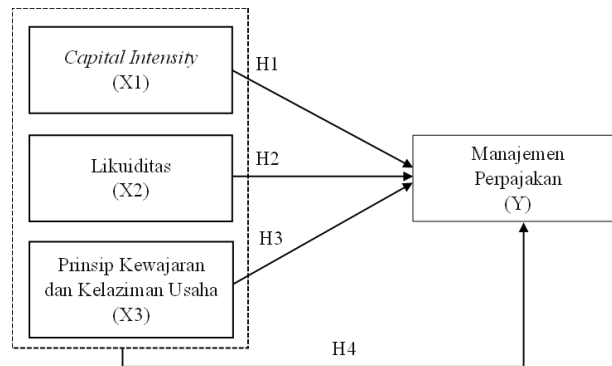 Capital Intensity
(X1)
H1
Likuiditas
(X2)
H2
Manajemen
Perpajakan
(Y)
H3
Prinsip Kewajaran
dan Kelaziman Usaha
(X3)
H4